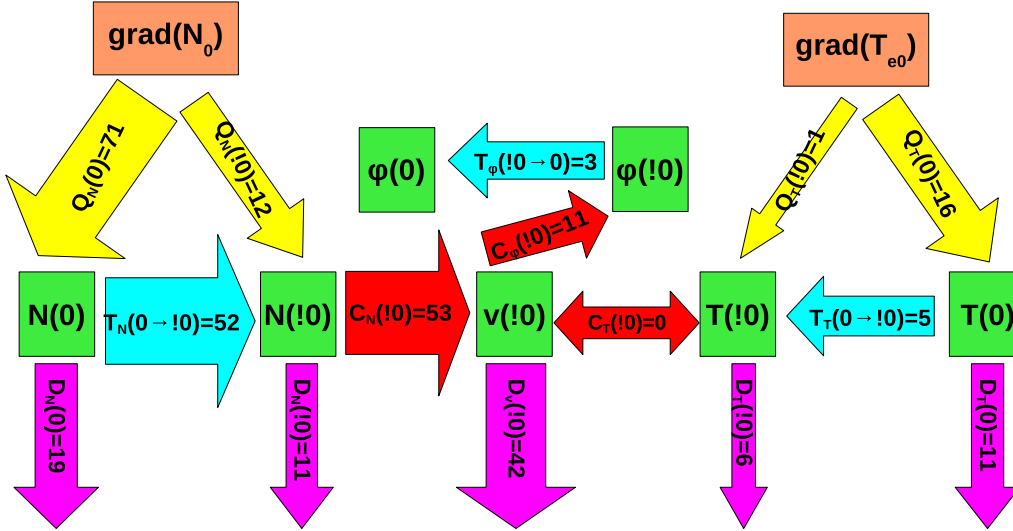 grad(N0)
grad(Te0)
QN(0)=71
QN(!0)=12
QT(!0)=1
QT(0)=16
φ(0)
Tφ(!0→0)=3
φ(!0)
Cφ(!0)=11
N(0)
TN(0→!0)=52
N(!0)
CN(!0)=53
v(!0)
CT(!0)=0
T(!0)
TT(0→!0)=5
T(0)
DN(0)=19
DN(!0)=11
Dv(!0)=42
DT(!0)=6
DT(0)=11